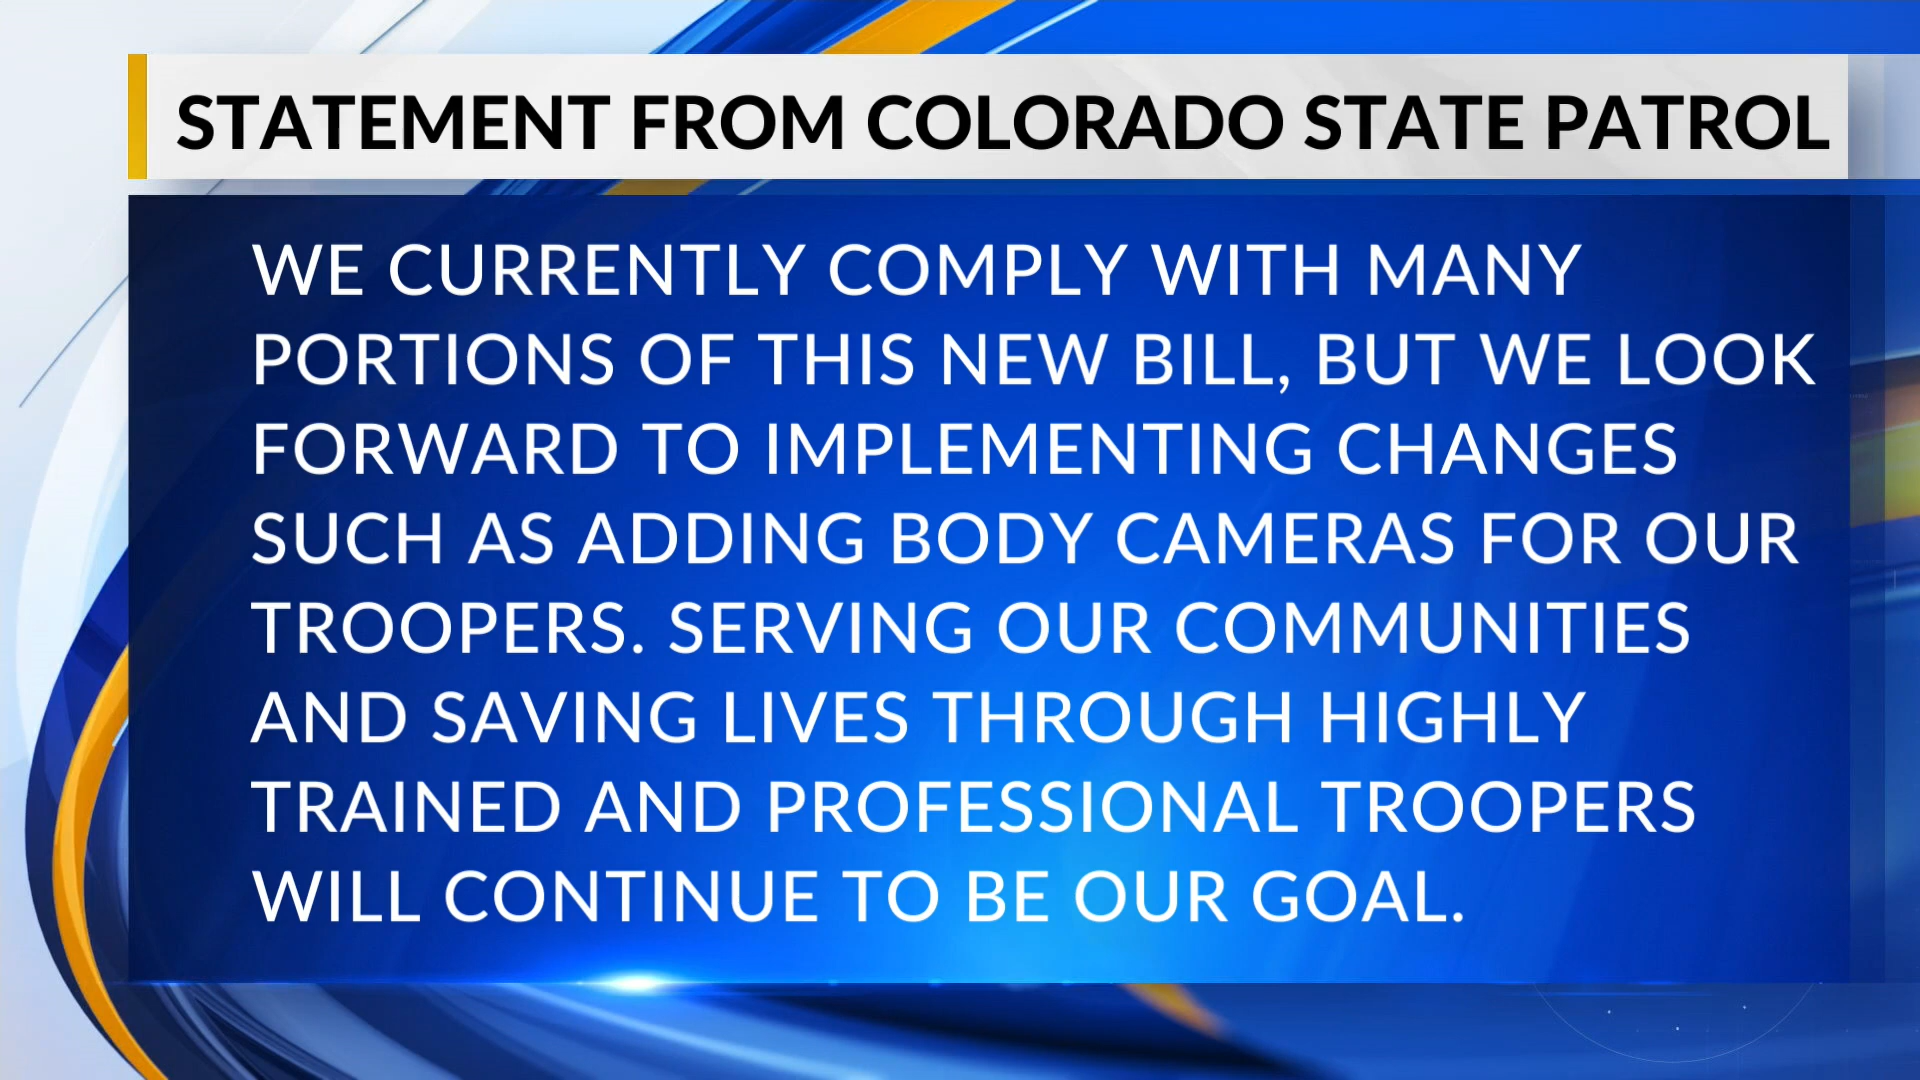 STATEMENT FROM COLORADO STATE PATROL
WE CURRENTLY COMPLY WITH MANY
PORTIONS OF THIS NEW BILL, BUT WE LOOK
FORWARD TO IMPLEMENTING CHANGES
SUCH AS ADDING BODY CAMERAS FOR OUR
TROOPERS. SERVING OUR COMMUNITIES
AND SAVING LIVES THROUGH HIGHLY
TRAINED AND PROFESSIONAL TROOPERS
WILL CONTINUE TO BE OUR GOAL.